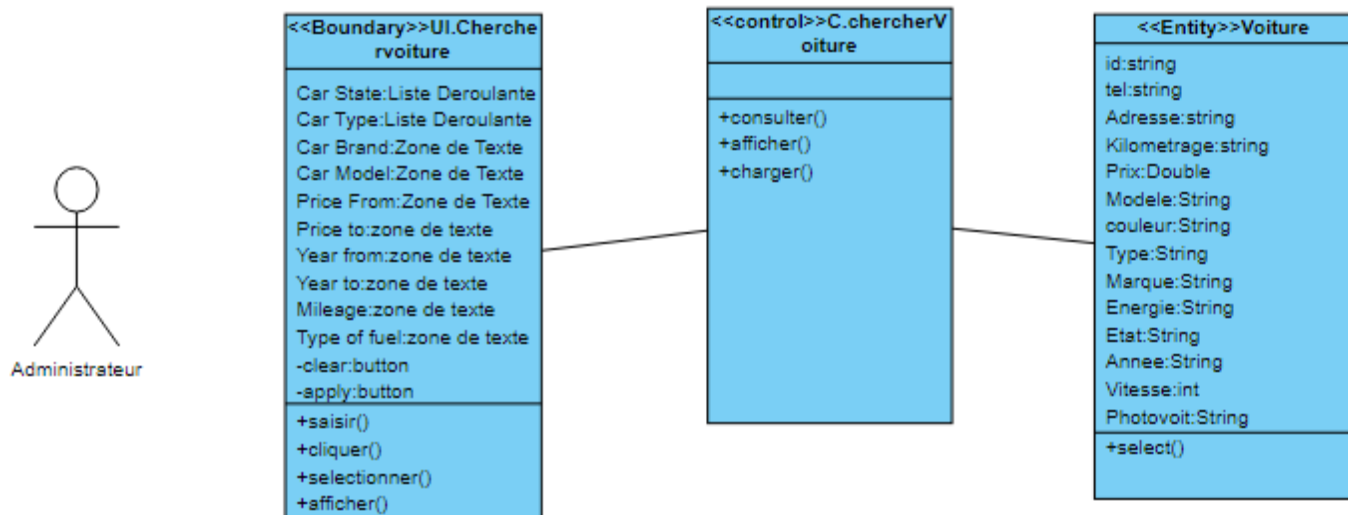 Administrateur
<<Boundary>>UI.Cherche
rvoiture
Car State:Liste Deroulante
Car Type:Liste Deroulante
Car Brand:Zone de Texte
Car Model:Zone de Texte
Price From:Zone de Texte
Price to:zone de texte
Year from:zone de texte
Year to:zone de texte
Mileage:zone de texte
Type of fuel:zone de texte
-clear:button
-apply:button
+saisir()
+cliquer()
+selectionner()
+afficher()
<<control>>C.chercherV
oiture
+consulter()
+afficher()
+charger()
<<Entity>>Voiture
id:string
tel:string
Adresse:string
Kilometrage:string
Prix:Double
Modele:String
couleur:String
Type:String
Marque:String
Energie:String
Etat:String
Annee:String
Vitesse:int
Photovoit:String
+select()